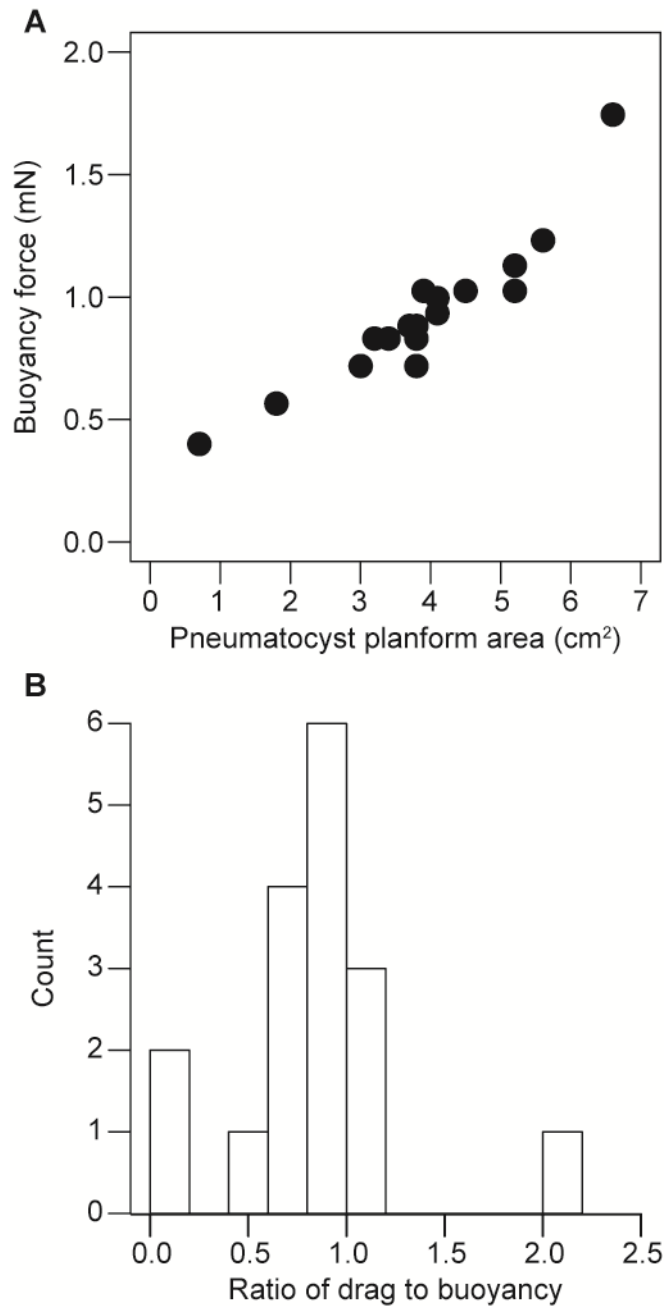 A
2.0
1.5
1.0
0.5
0.0
Buoyancy force (mN)
0 1 2 3 4 5 6 7
Pneumatocyst planform area (cm²)
B
6
5
4
3
2
1
0
Count
0.0 0.5 1.0 1.5 2.0 2.5
Ratio of drag to buoyancy